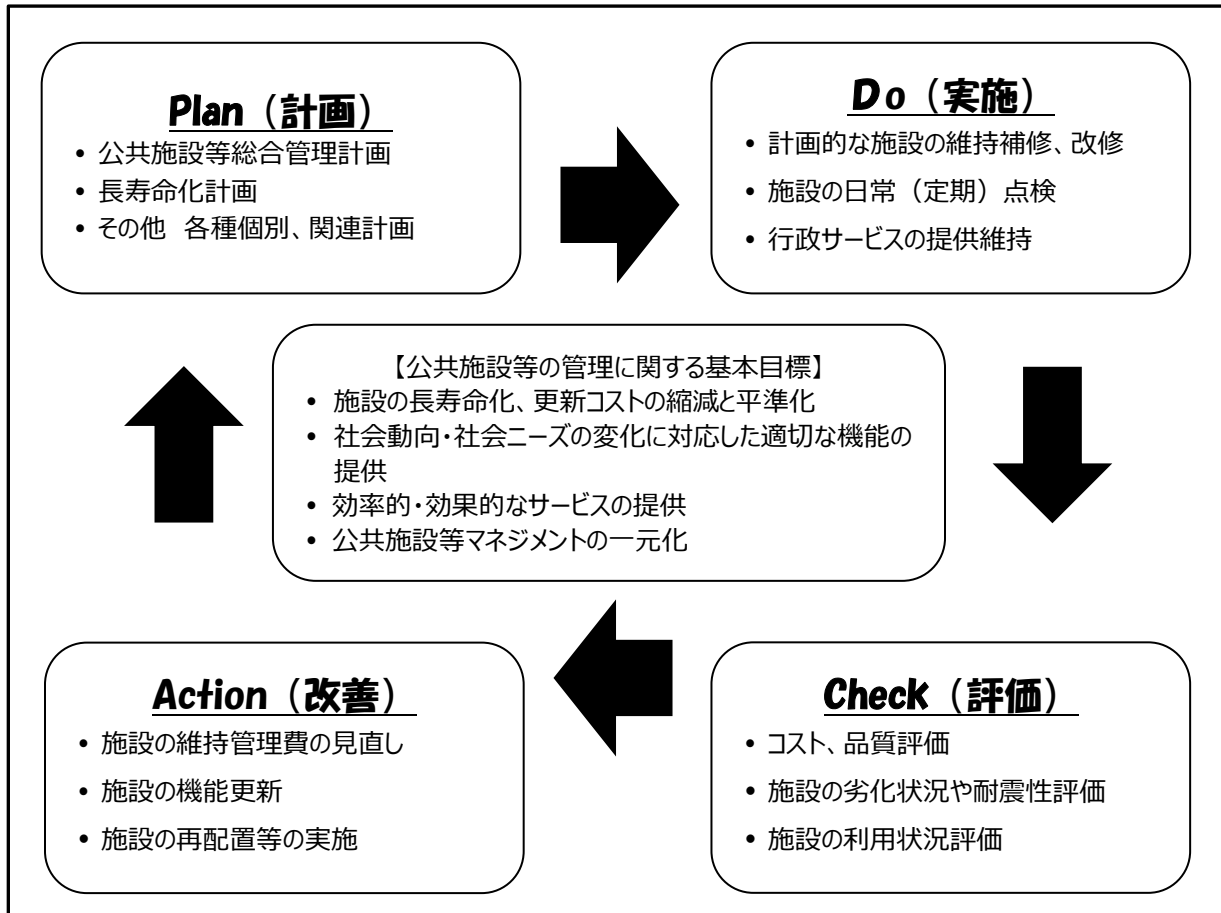 Plan（計画）
• 公共施設等総合管理計画
• 長寿命化計画
• その他　各種個別、関連計画
Do（実施）
• 計画的な施設の維持補修、改修
• 施設の日常（定期）点検
• 行政サービスの提供維持
【公共施設等の管理に関する基本目標】
• 施設の長寿命化、更新コストの縮減と平準化
• 社会動向・社会ニーズの変化に対応した適切な機能の
提供
• 効率的・効果的なサービスの提供
• 公共施設等マネジメントの一元化
Action（改善）
• 施設の維持管理費の見直し
• 施設の機能更新
• 施設の再配置等の実施
Check（評価）
• コスト、品質評価
• 施設の劣化状況や耐震性評価
• 施設の利用状況評価